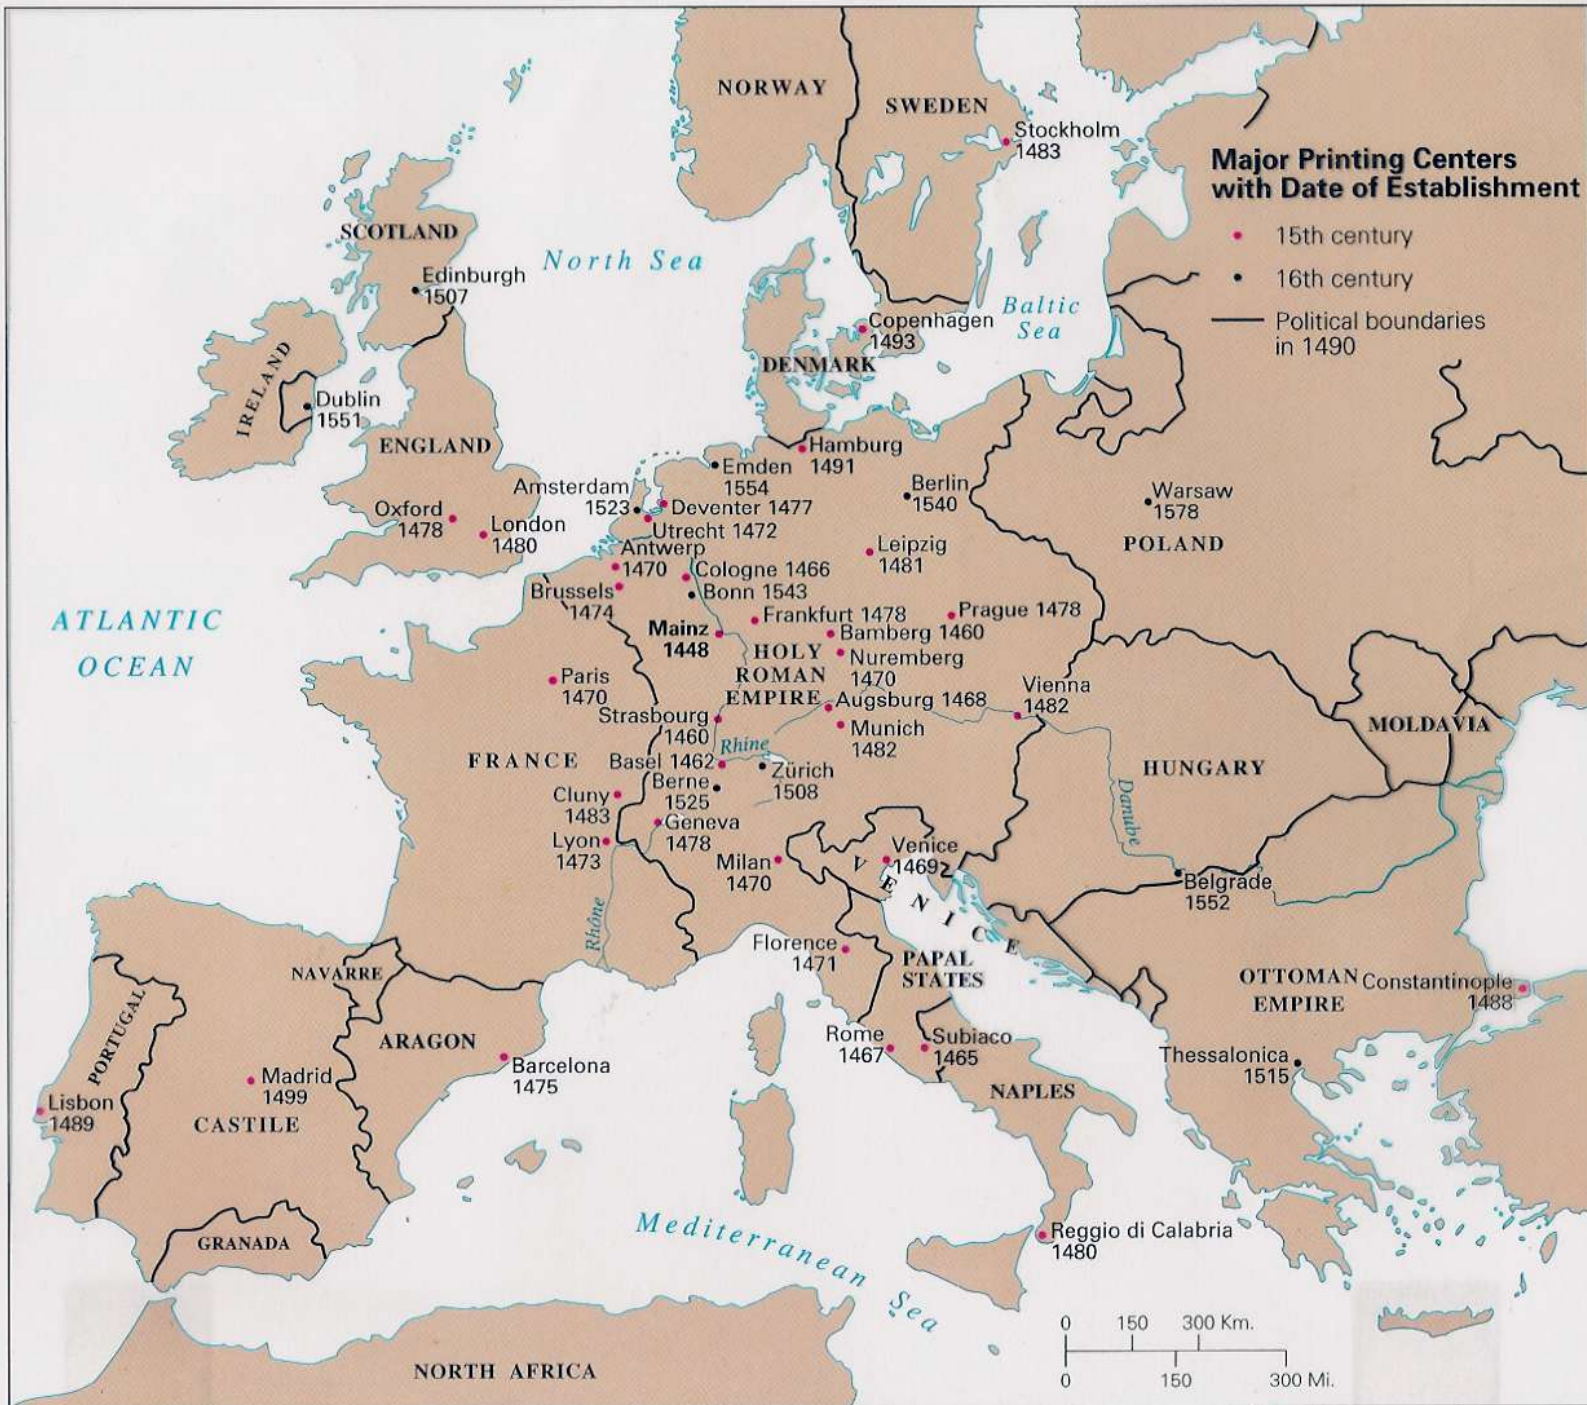 NORWAY
SWEDEN
Stockholm
1483
Major Printing Centers
with Date of Establishment
15th century
16th century
Political boundaries
in 1490
SCOTLAND
North Sea
Edinburgh
1507
Baltic
Sea
Copenhagen
1493
DENMARK
IRELAND
Dublin
1551
ENGLAND
Hamburg
1491
Emden
1554
Amsterdam
1523
Deventer 1477
Utrecht 1472
Berlin
1540
Warsaw
1578
POLAND
Oxford
1478
London
1480
Antwerp
1470
Leipzig
1481
Cologne 1466
Bonn 1543
Brussels
1474
Frankfurt 1478
Prague 1478
Mainz
1448
Bamberg 1460
ATLANTIC
OCEAN
HOLY
ROMAN
EMPIRE
Nuremberg
1470
Paris
1470
Augsburg 1468
Vienna
1482
Strasbourg
1460
Munich
1482
MOLDAVIA
FRANCE
Rhine
Basel 1462
Zürich
1508
HUNGARY
Berne
1525
Danube
Cluny
1483
Geneva
1478
Lyon
1473
Milan
1470
Venice
1469
VENICE
Belgrade
1552
Rhône
Florence
1471
PAPAL
STATES
NAVARRE
OTTOMAN
EMPIRE
Constantinople
1488
PORTUGAL
ARAGON
Rome
1467
Subiaco
1465
Barcelona
1475
Thessalonica
1515
Madrid
1499
NAPLES
Lisbon
1489
CASTILE
GRANADA
Mediterranean Sea
Reggio di Calabria
1480
0 150 300 Km.
0 150 300 Mi.
NORTH AFRICA